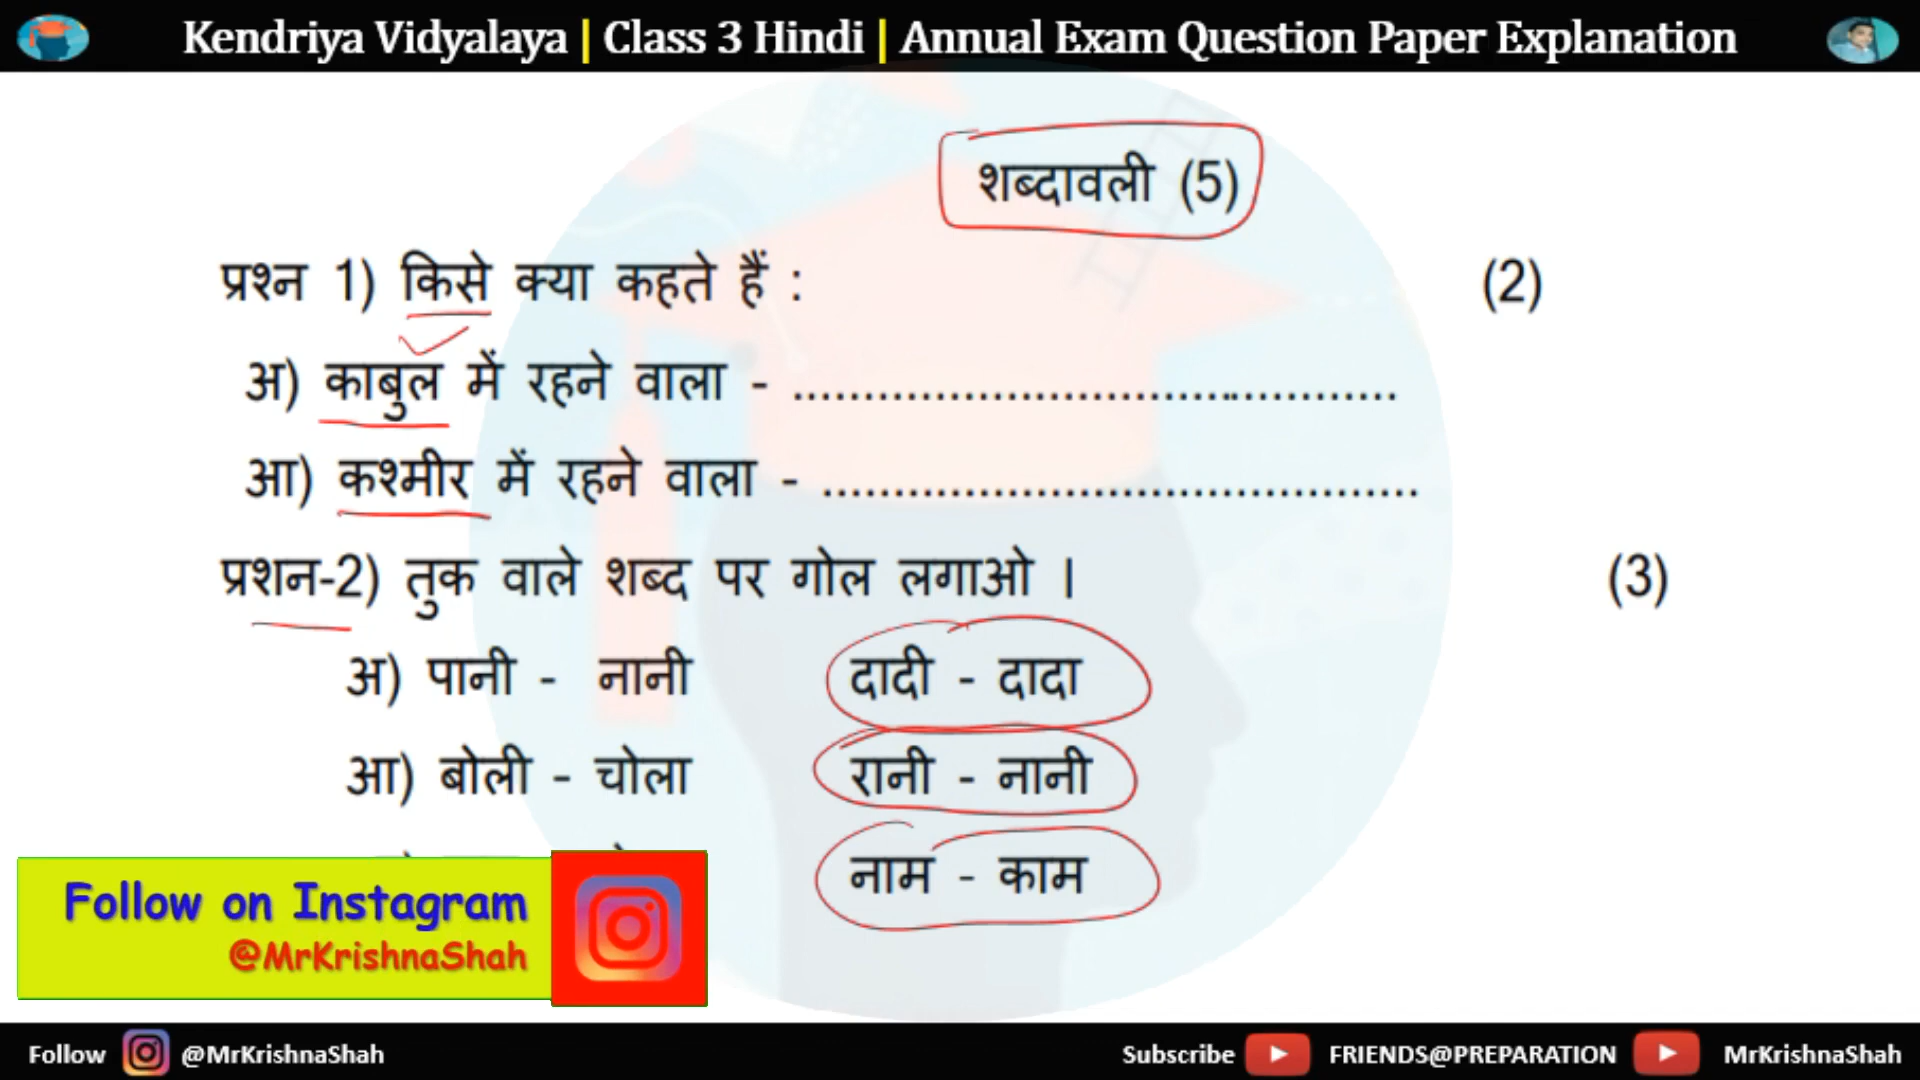 Kendriya Vidyalaya | Class 3 Hindi | Annual Exam Question Paper Explanation
शब्दावली (5)
प्रश्न 1) किसे क्या कहते हैं : (2)
अ) काबुल में रहने वाला - ..........................................
आ) कश्मीर में रहने वाला - ..........................................
प्रशन-2) तुक वाले शब्द पर गोल लगाओ । (3)
अ) पानी - नानी दादी - दादा
आ) बोली - चोला रानी - नानी
नाम - काम
Follow on Instagram
@MrKrishnaShah
Follow @MrKrishnaShah Subscribe FRIENDS@PREPARATION MrKrishnaShah